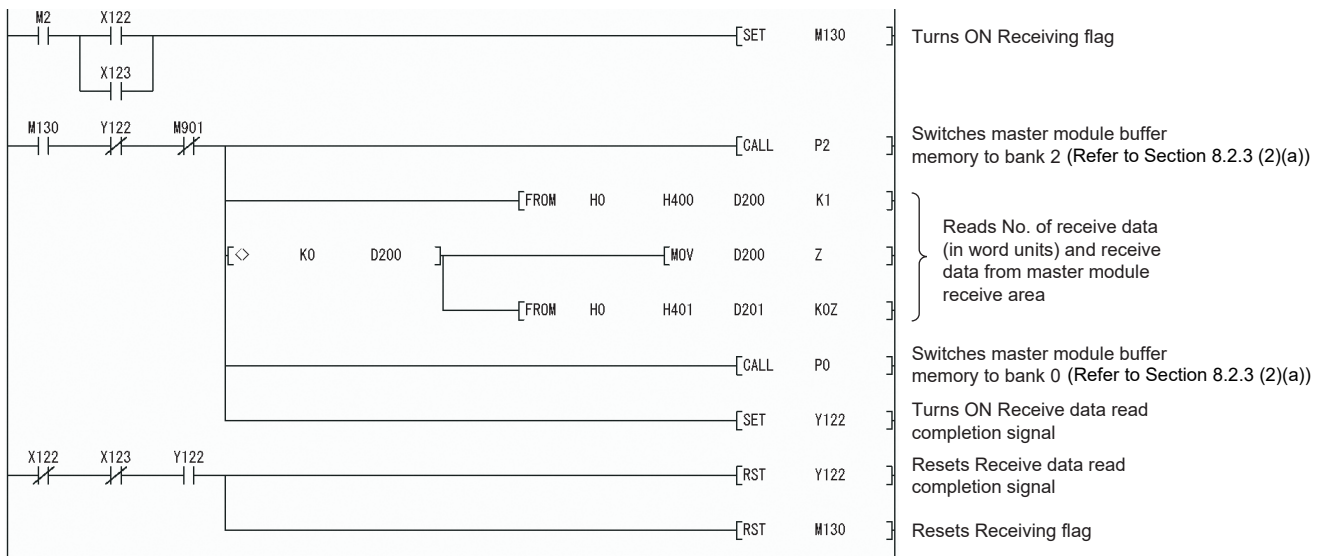 M2 X122
[SET M130 ] Turns ON Receiving flag
X123
M130 Y122 M901
[CALL P2 ] Switches master module buffer
memory to bank 2 (Refer to Section 8.2.3 (2)(a))
[FROM H0 H400 D200 K1 ]
Reads No. of receive data
(in word units) and receive
data from master module
receive area
[<> K0 D200 ] [MOV D200 Z ]
[FROM H0 H401 D201 K0Z ]
[CALL P0 ] Switches master module buffer
memory to bank 0 (Refer to Section 8.2.3 (2)(a))
[SET Y122 ] Turns ON Receive data read
completion signal
X122 X123 Y122
[RST Y122 ] Resets Receive data read
completion signal
[RST M130 ] Resets Receiving flag